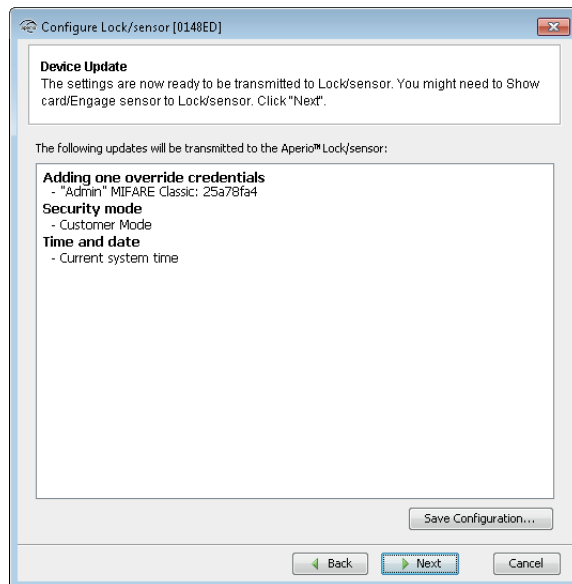 Configure Lock/sensor [0148ED]
Device Update
The settings are now ready to be transmitted to Lock/sensor. You might need to Show
card/Engage sensor to Lock/sensor. Click "Next".
The following updates will be transmitted to the Aperio™ Lock/sensor:
Adding one override credentials
- "Admin" MIFARE Classic: 25a78fa4
Security mode
- Customer Mode
Time and date
- Current system time
Save Configuration...
Back
Next
Cancel